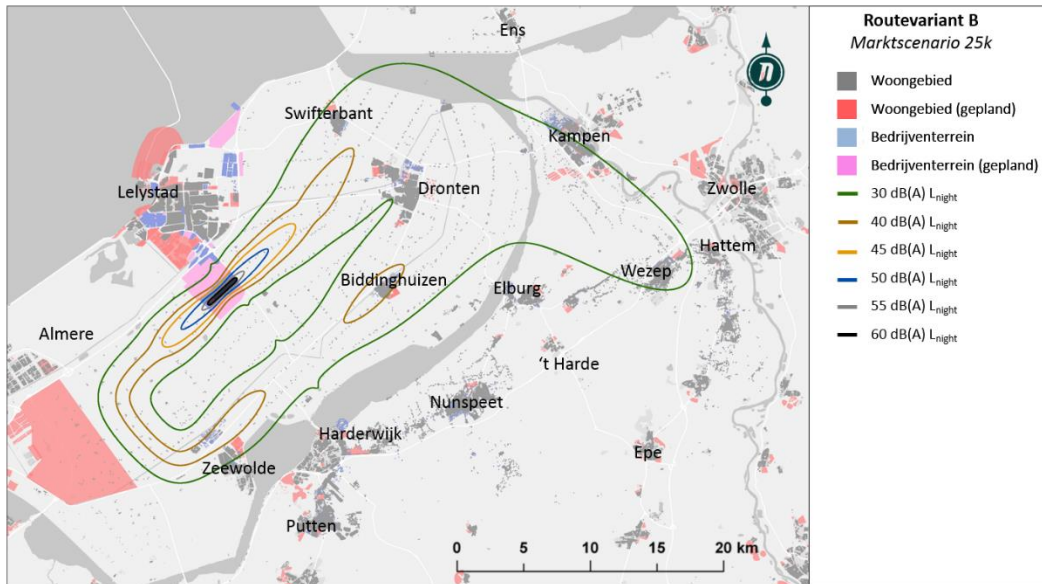 Ens
Swifterbant
Kampen
Lelystad
Dronten
Zwolle
Hattem
Biddinghuizen
Elburg
Wezep
Almere
't Harde
Nunspeet
Harderwijk
Epe
Zeewolde
Putten
0 5 10 15 20 km
N
Routevariant B
Marktscenario 25k
Woongebied
Woongebied (gepland)
Bedrijventerrein
Bedrijventerrein (gepland)
30 dB(A) Lnight
40 dB(A) Lnight
45 dB(A) Lnight
50 dB(A) Lnight
55 dB(A) Lnight
60 dB(A) Lnight